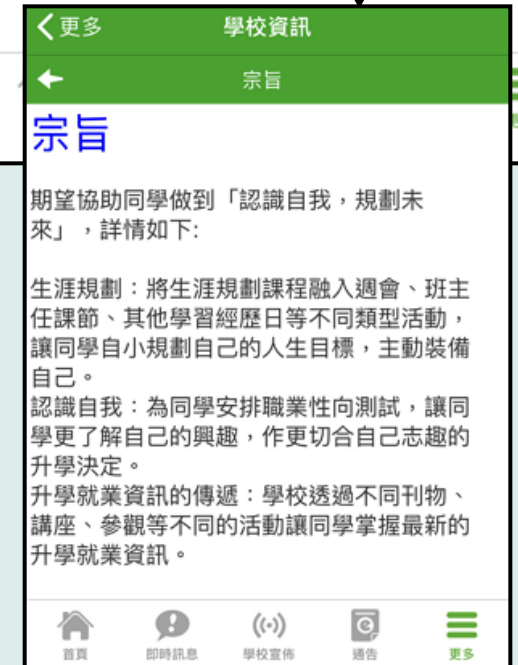 更多
學校資訊
宗旨
宗旨
期望協助同學做到「認識自我，規劃未
來」，詳情如下:
生涯規劃：將生涯規劃課程融入週會、班主
任課節、其他學習經歷日等不同類型活動，
讓同學自小規劃自己的人生目標，主動裝備
自己。
認識自我：為同學安排職業性向測試，讓同
學更了解自己的興趣，作更切合自己志趣的
升學決定。
升學就業資訊的傳遞：學校透過不同刊物、
講座、參觀等不同的活動讓同學掌握最新的
升學就業資訊。
首頁
即時訊息
學校宣佈
通告
更多